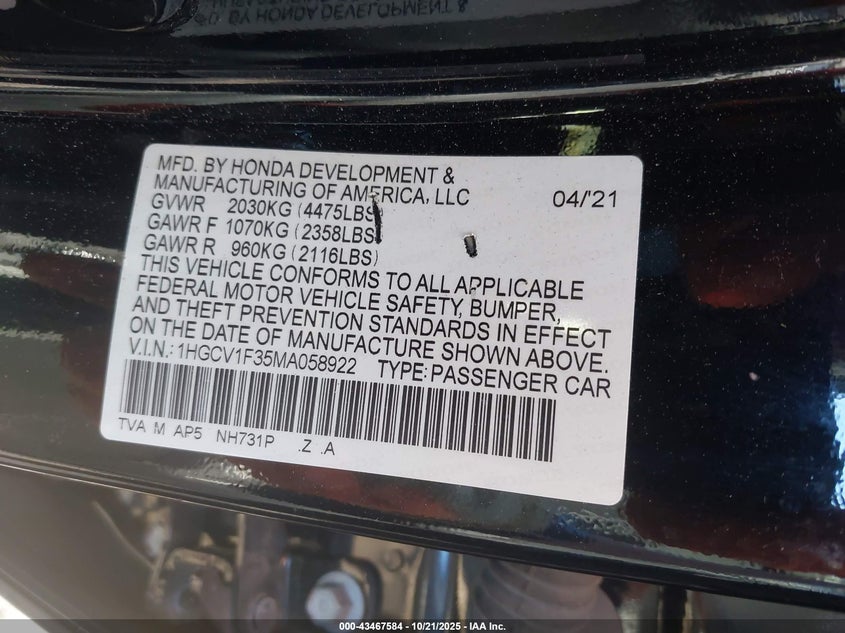 BY HONDA DEVELOPMENT &
MFD. BY HONDA DEVELOPMENT &
MANUFACTURING OF AMERICA, LLC 04/'21
GVWR 2030KG (4475LBS)
GAWR F 1070KG (2358LBS)
GAWR R 960KG (2116LBS)
THIS VEHICLE CONFORMS TO ALL APPLICABLE
FEDERAL MOTOR VEHICLE SAFETY, BUMPER,
AND THEFT PREVENTION STANDARDS IN EFFECT
ON THE DATE OF MANUFACTURE SHOWN ABOVE.
V.I.N.: 1HGCV1F35MA058922 TYPE: PASSENGER CAR
TVA M AP5 NH731P .Z .A
000-43467584 - 10/21/2025 - IAA Inc.